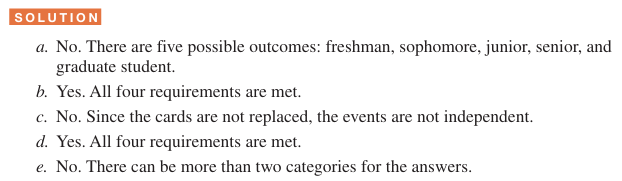 SOLUTION
a. No. There are five possible outcomes: freshman, sophomore, junior, senior, and
graduate student.
b. Yes. All four requirements are met.
c. No. Since the cards are not replaced, the events are not independent.
d. Yes. All four requirements are met.
e. No. There can be more than two categories for the answers.